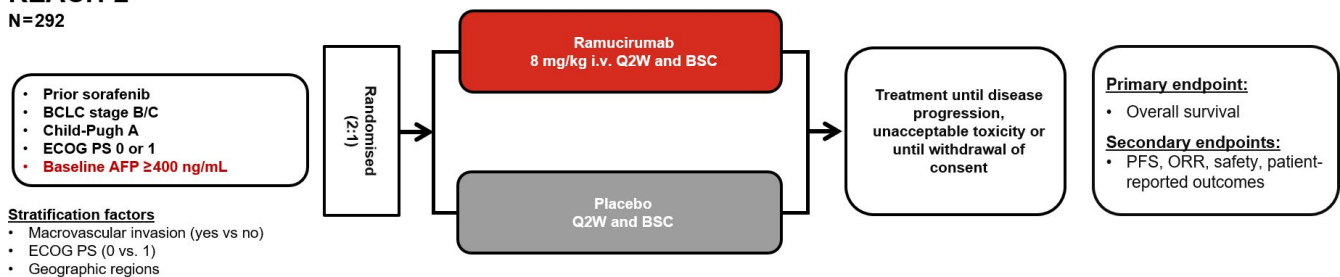 N=292
• Prior sorafenib
• BCLC stage B/C
• Child-Pugh A
• ECOG PS 0 or 1
• Baseline AFP ≥400 ng/mL
Stratification factors
• Macrovascular invasion (yes vs no)
• ECOG PS (0 vs. 1)
• Geographic regions
Randomised
(2:1)
Ramucirumab
8 mg/kg i.v. Q2W and BSC
Placebo
Q2W and BSC
Treatment until disease
progression,
unacceptable toxicity or
until withdrawal of
consent
Primary endpoint:
• Overall survival
Secondary endpoints:
• PFS, ORR, safety, patient-
reported outcomes